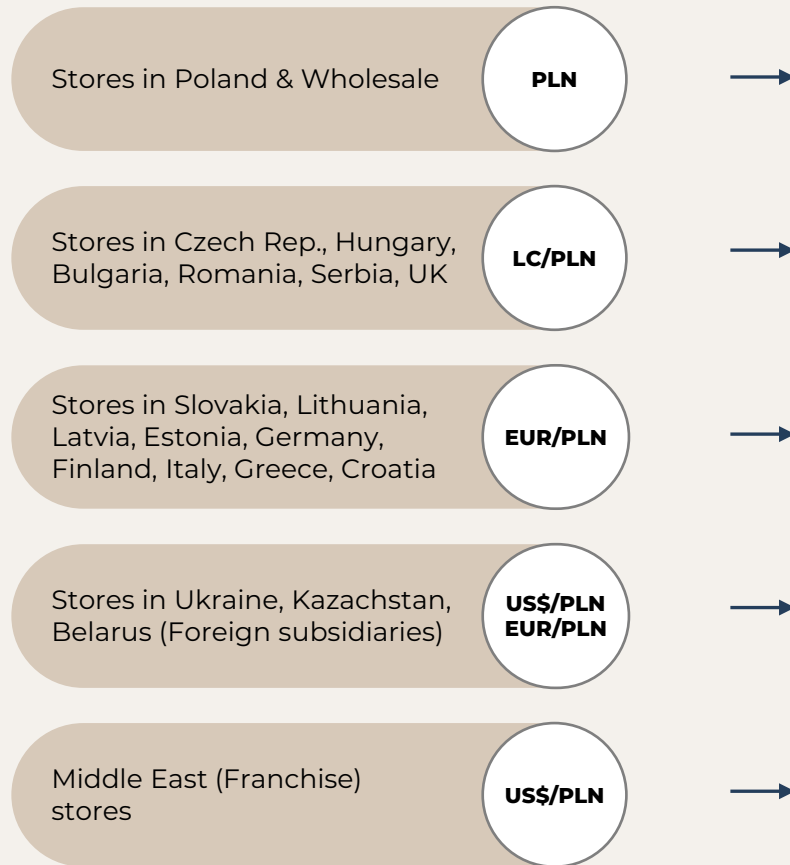 Stores in Poland & Wholesale
PLN
Stores in Czech Rep., Hungary,
Bulgaria, Romania, Serbia, UK
LC/PLN
Stores in Slovakia, Lithuania,
Latvia, Estonia, Germany,
Finland, Italy, Greece, Croatia
EUR/PLN
Stores in Ukraine, Kazachstan,
Belarus (Foreign subsidiaries)
US$/PLN
EUR/PLN
Middle East (Franchise)
stores
US$/PLN